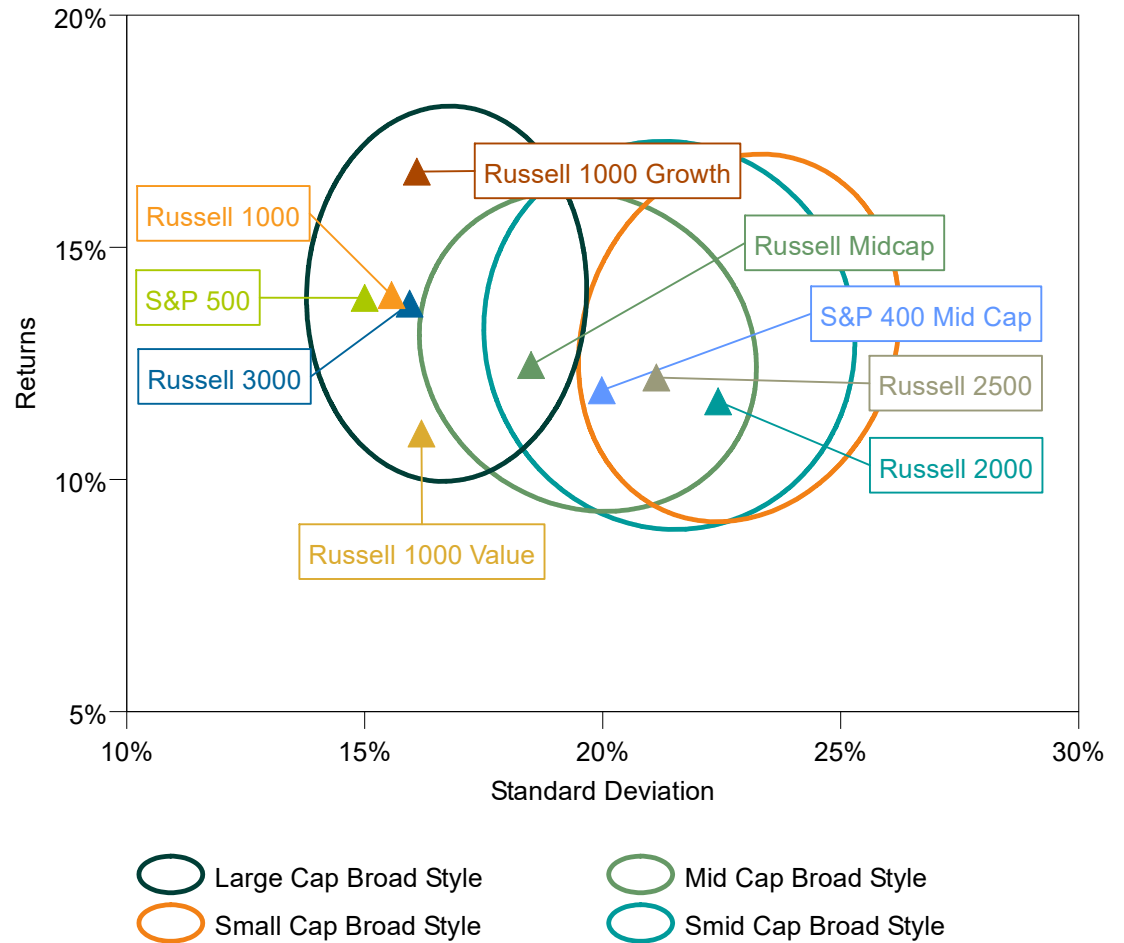 20%
Russell 1000 Growth
Russell 1000
Russell Midcap
15%
S&P 500
S&P 400 Mid Cap
Russell 3000
Russell 2500
Returns
Russell 2000
10%
Russell 1000 Value
5%
10% 15% 20% 25% 30%
Standard Deviation
Large Cap Broad Style Mid Cap Broad Style
Small Cap Broad Style Smid Cap Broad Style